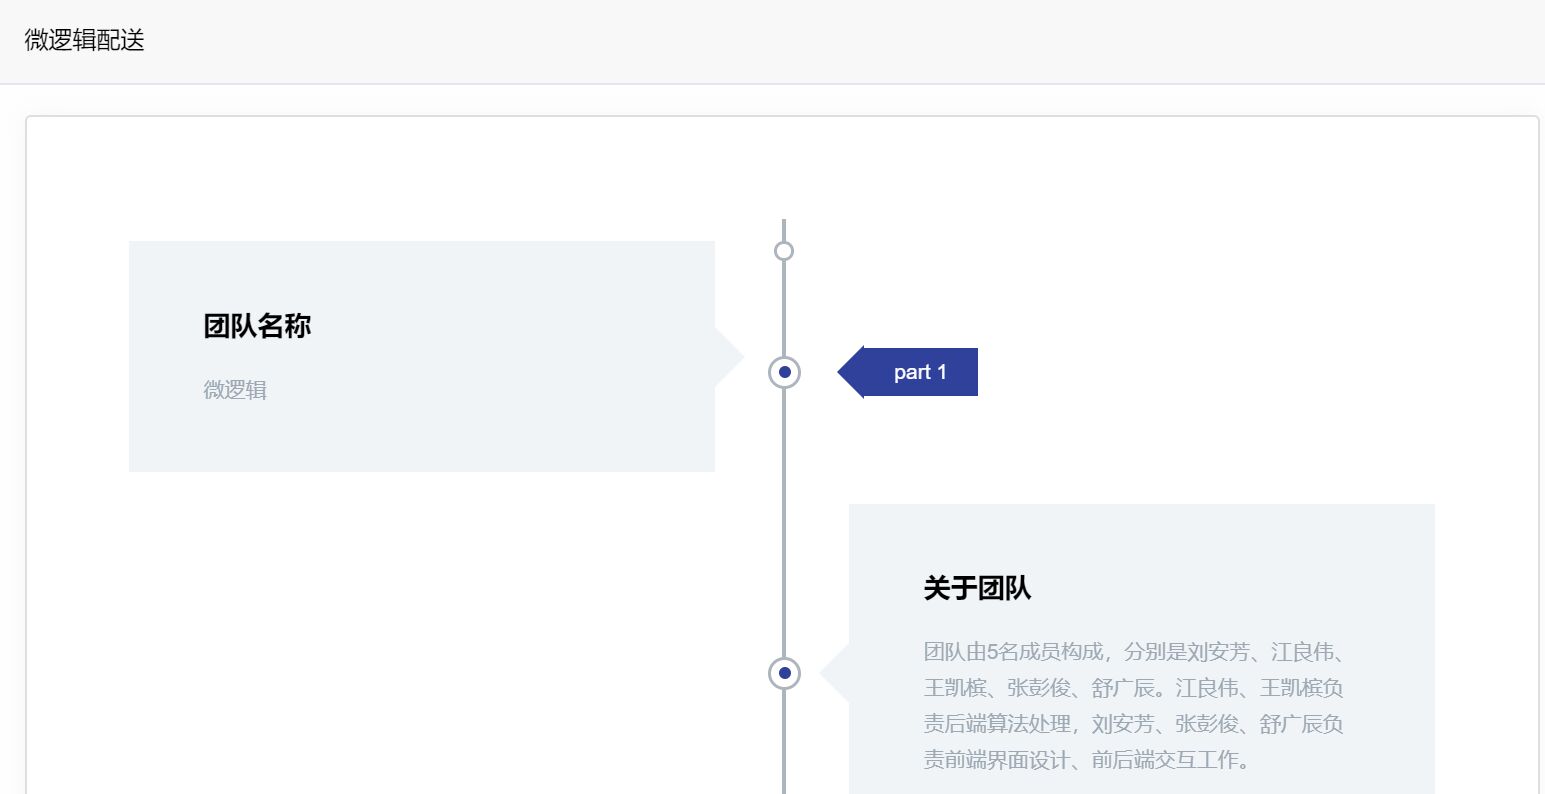 微逻辑配送
团队名称
微逻辑
part 1
关于团队
团队由5名成员构成，分别是刘安芳、江良伟、
王凯槟、张彭俊、舒广辰。江良伟、王凯槟负
责后端算法处理，刘安芳、张彭俊、舒广辰负
责前端界面设计、前后端交互工作。